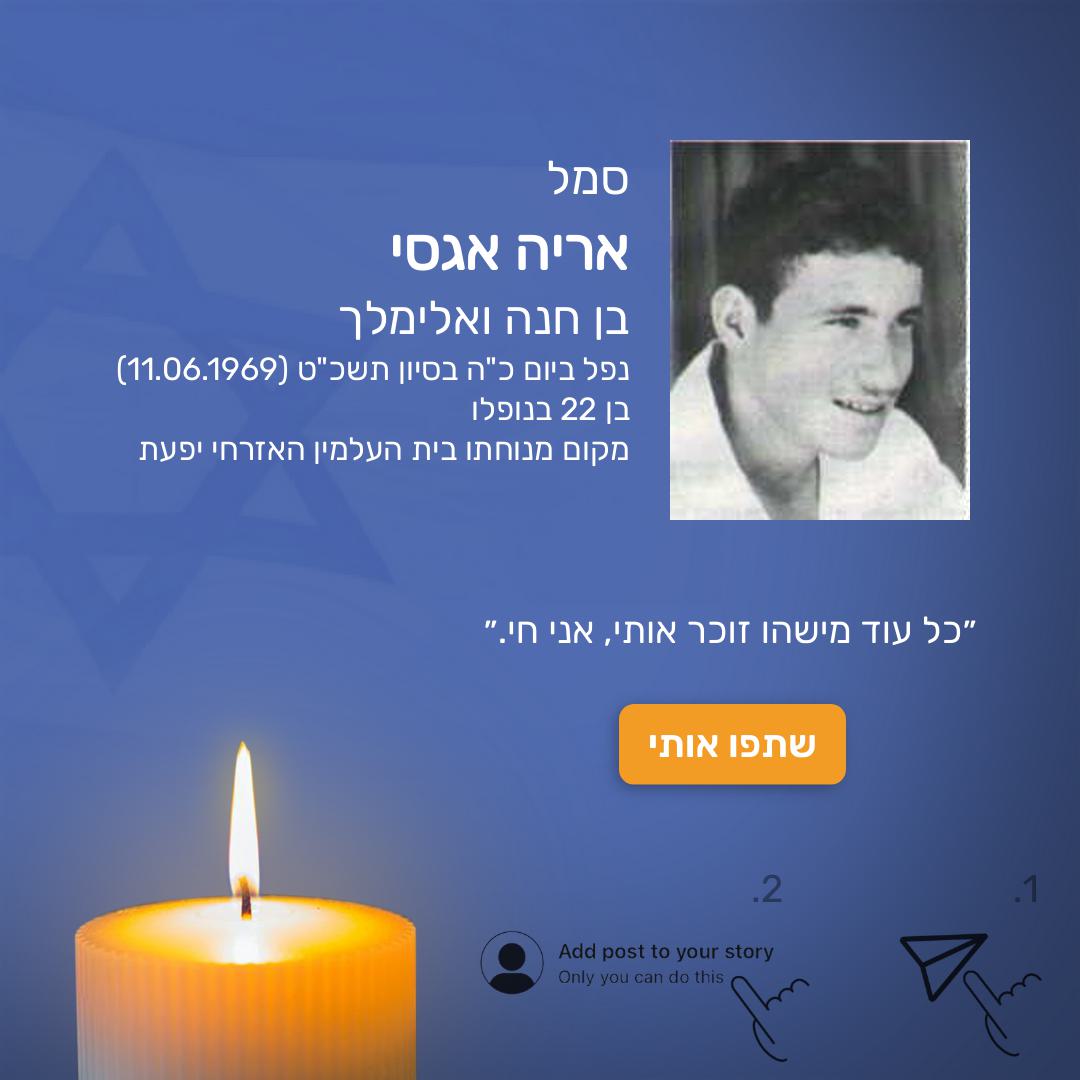 סמל
אריה אגסי
בן חנה ואלימלך
נפל ביום כ"ה בסיון תשכ"ט (11.06.1969)
בן 22 בנופלו
מקום מנוחתו בית העלמין האזרחי יפעת
״כל עוד מישהו זוכר אותי, אני חי.״
שתפו אותי
1.
2.
Add post to your story
Only you can do this